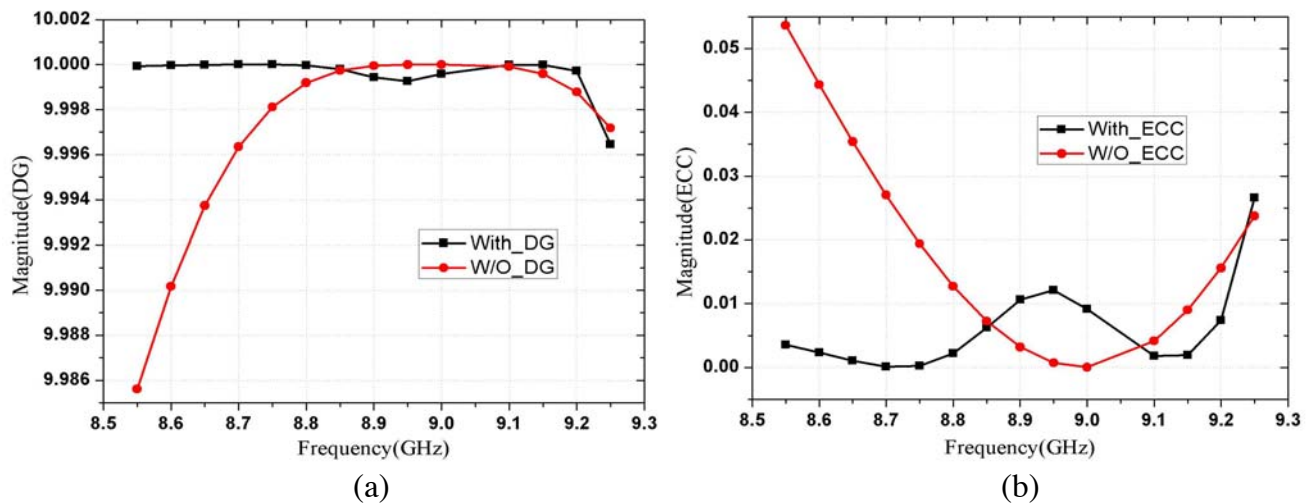 10.002
10.000
9.998
9.996
9.994
9.992
9.990
9.988
9.986
Magnitude(DG)
With_DG
W/O_DG
8.5 8.6 8.7 8.8 8.9 9.0 9.1 9.2 9.3
Frequency(GHz)
(a)
0.05
0.04
0.03
0.02
0.01
0.00
Magnitude(ECC)
With_ECC
W/O_ECC
8.5 8.6 8.7 8.8 8.9 9.0 9.1 9.2 9.3
Frequency(GHz)
(b)